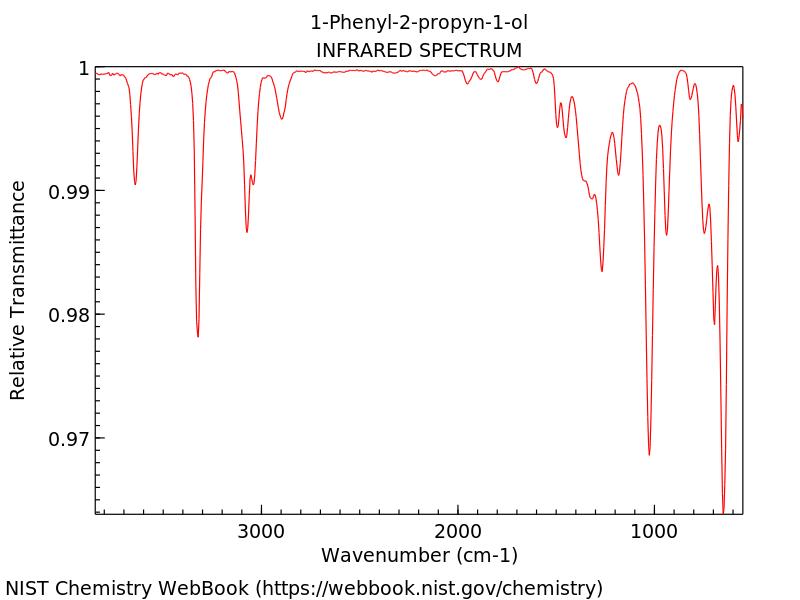 1-Phenyl-2-propyn-1-ol
INFRARED SPECTRUM
1
0.99
0.98
0.97
Relative Transmittance
3000 2000 1000
Wavenumber (cm-1)
NIST Chemistry WebBook (https://webbook.nist.gov/chemistry)